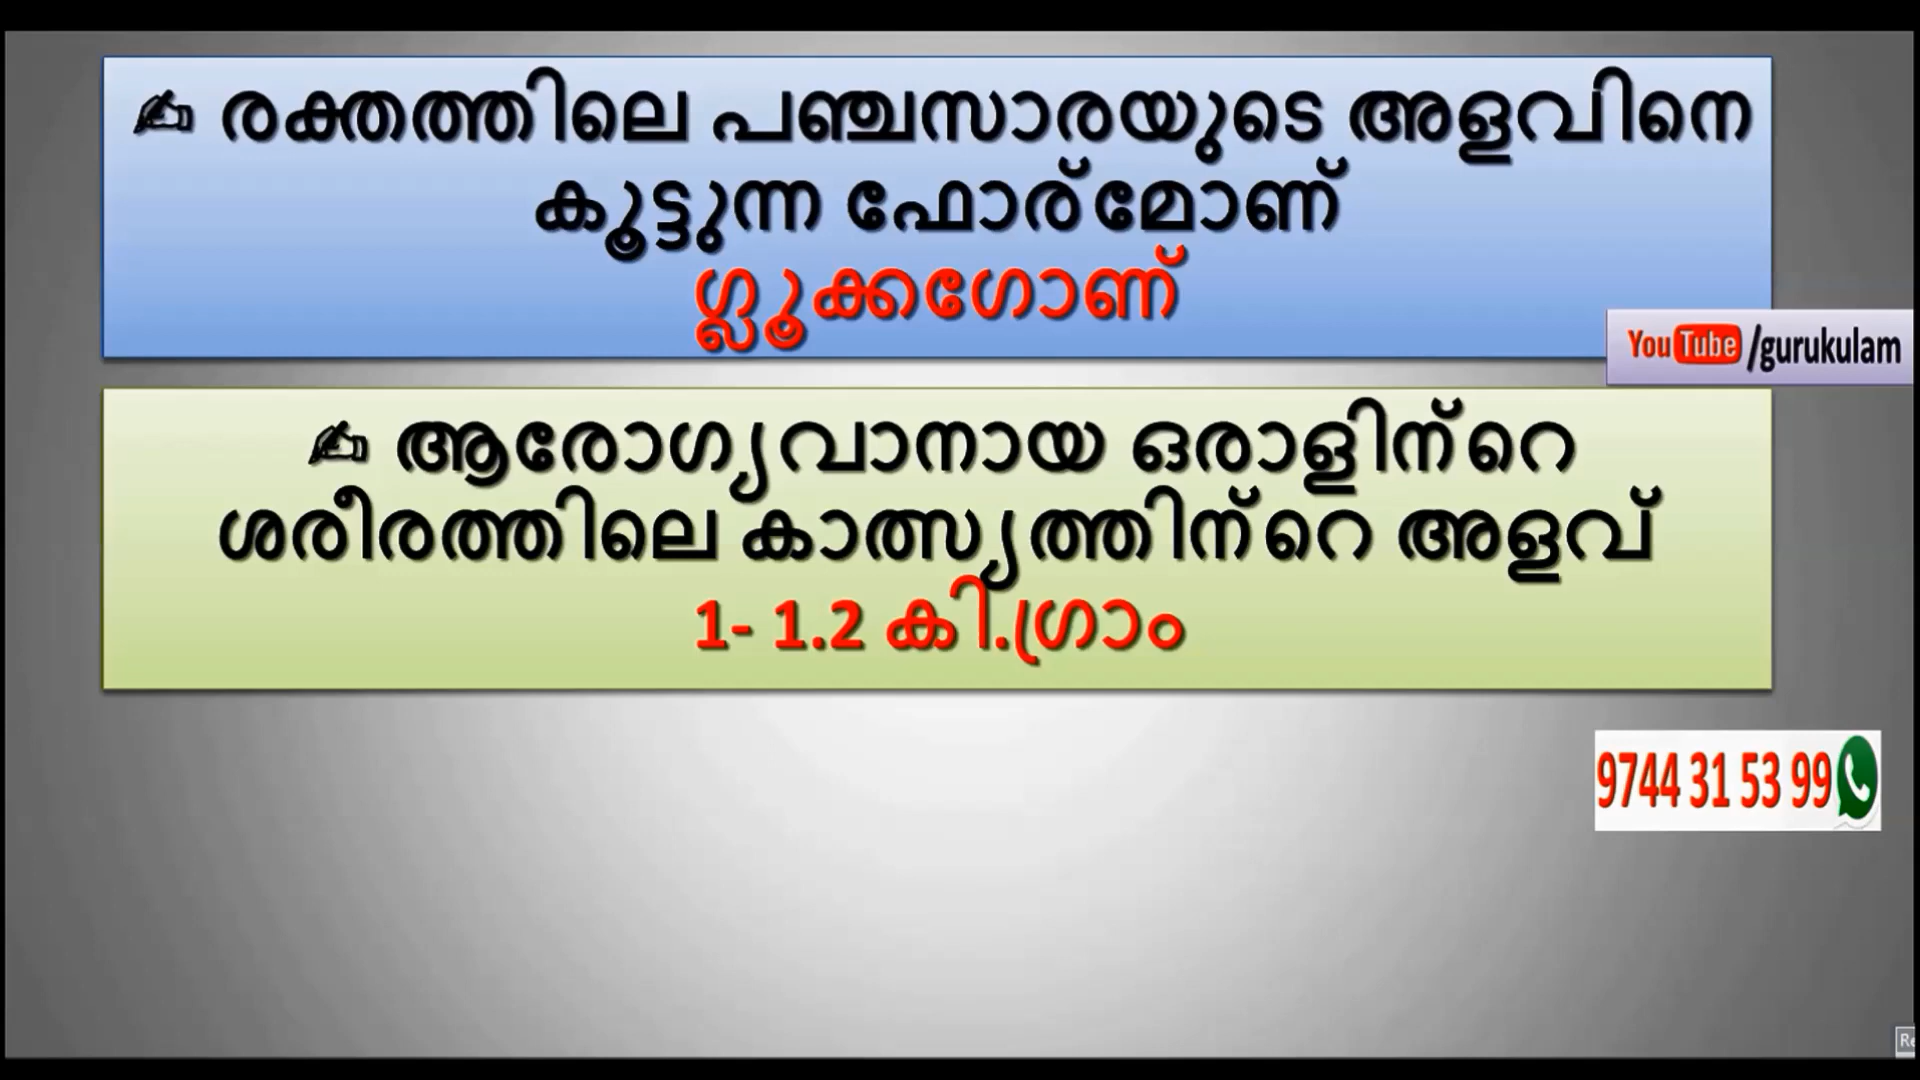 ✍ രക്തത്തിലെ പഞ്ചസാരയുടെ അളവിനെ
കൂട്ടുന്ന ഫോര്മോണ്
ഗ്ലൂക്കഗോണ്
YouTube /gurukulam
✍ ആരോഗ്യവാനായ ഒരാളിന്റെ
ശരീരത്തിലെ കാത്സ്യത്തിന്റെ അളവ്
1- 1.2 കി.ഗ്രാം
9744 31 53 99